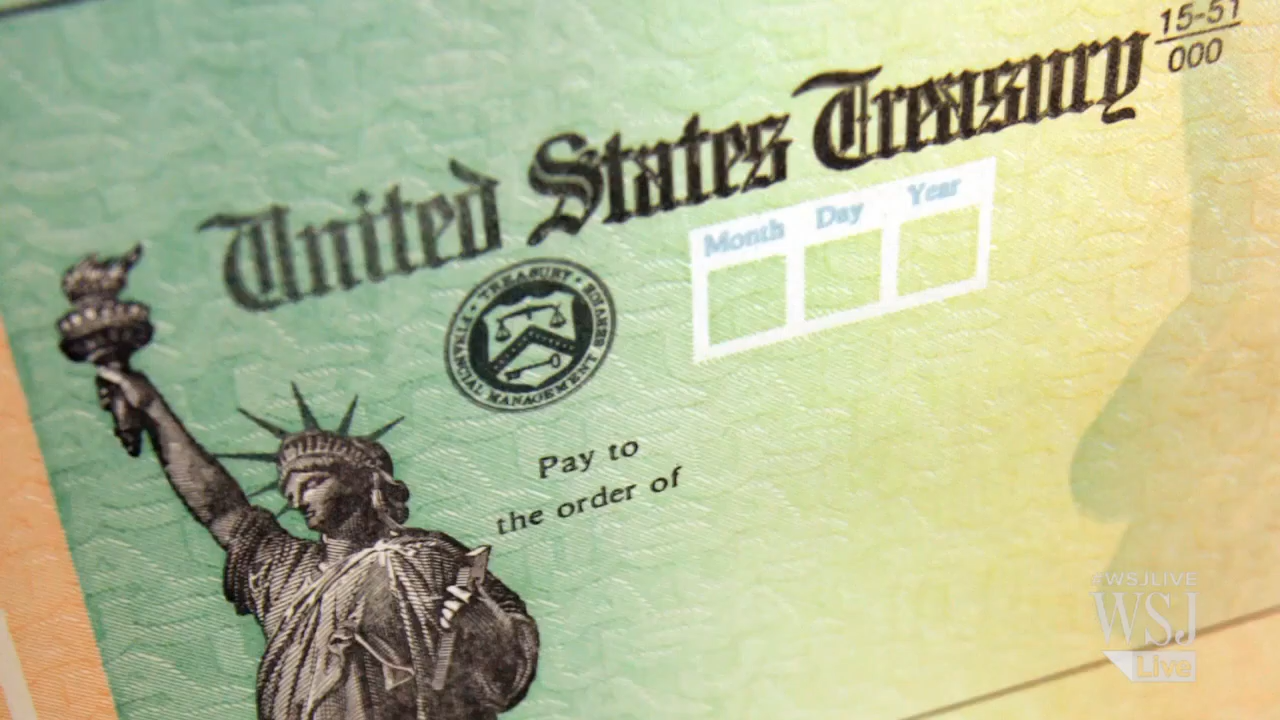 15-51
000
United States Treasury
Month Day Year
TREASURY
FINANCIAL MANAGEMENT SERVICE
Pay to
the order of
#WSJLIVE
WSJ
Live